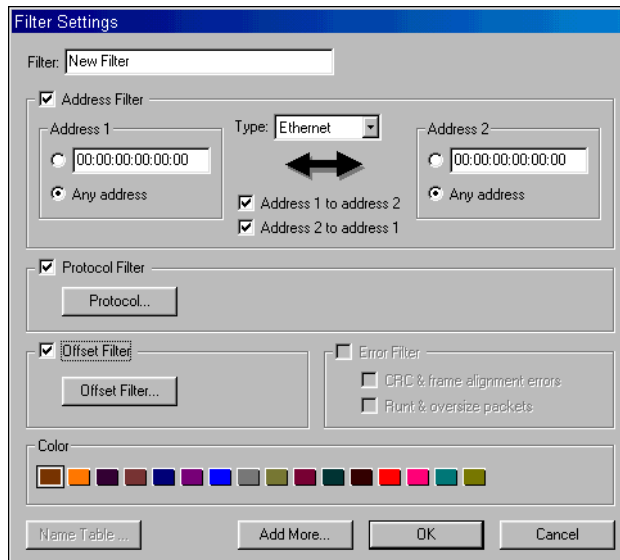 Filter Settings
Filter: New Filter
Address Filter
Address 1
00:00:00:00:00:00
Any address
Type: Ethernet
Address 1 to address 2
Address 2 to address 1
Address 2
00:00:00:00:00:00
Any address
Protocol Filter
Protocol...
Offset Filter
Offset Filter...
Error Filter
CRC & frame alignment errors
Runt & oversize packets
Color
Name Table ...
Add More...
OK
Cancel